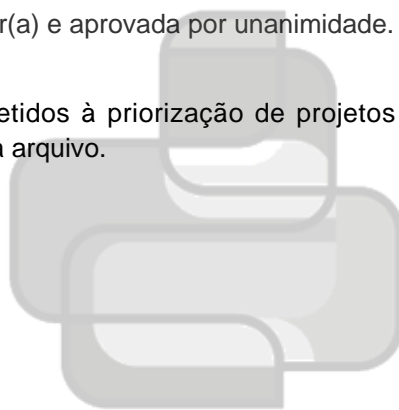 r(a) e aprovada por unanimidade.
etidos à priorização de projetos
a arquivo.